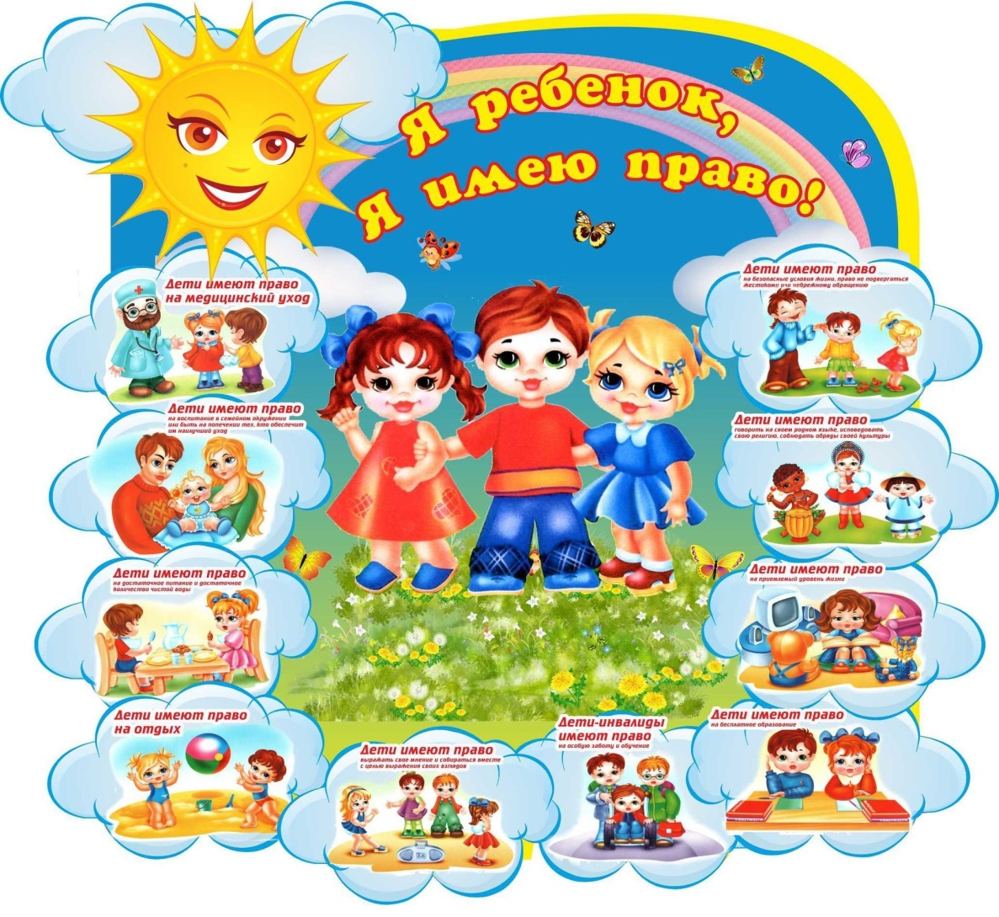 Я ребенок,
Я имею право!
Дети имеют право
на медицинский уход
Дети имеют право
на воспитание в семейном окружении
или быть на попечении тех, кто обеспечит
им наилучший уход
Дети имеют право
на достаточное питание и достаточное
количество чистой воды
Дети имеют право
на отдых
Дети имеют право
выражать свое мнение и собираться вместе
с целью выражения своих взглядов
Дети-инвалиды
имеют право
на особую заботу и обучение
Дети имеют право
на бесплатное образование
Дети имеют право
на приемлемый уровень жизни
Дети имеют право
говорить на своем родном языке, исповедовать
свою религию, соблюдать обряды своей культуры
Дети имеют право
на безопасные условия жизни, право не подвергаться
жестокому или небрежному обращению